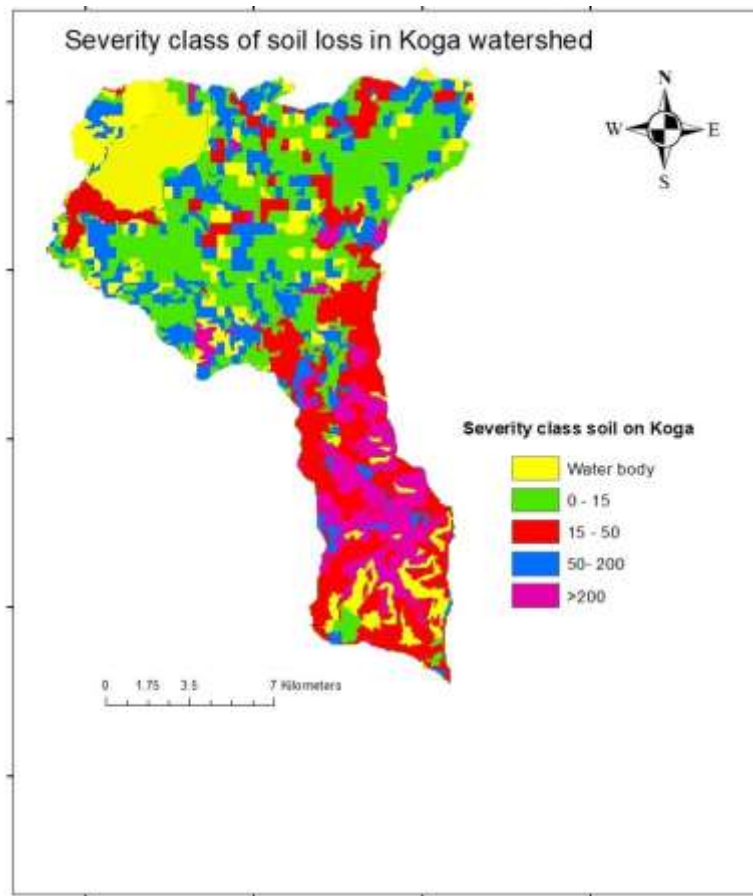 Severity class of soil loss in Koga watershed
N
W E
S
Severity class soil on Koga
Water body
0 - 15
15 - 50
50- 200
>200
0 1.75 3.5 7 Kilometers